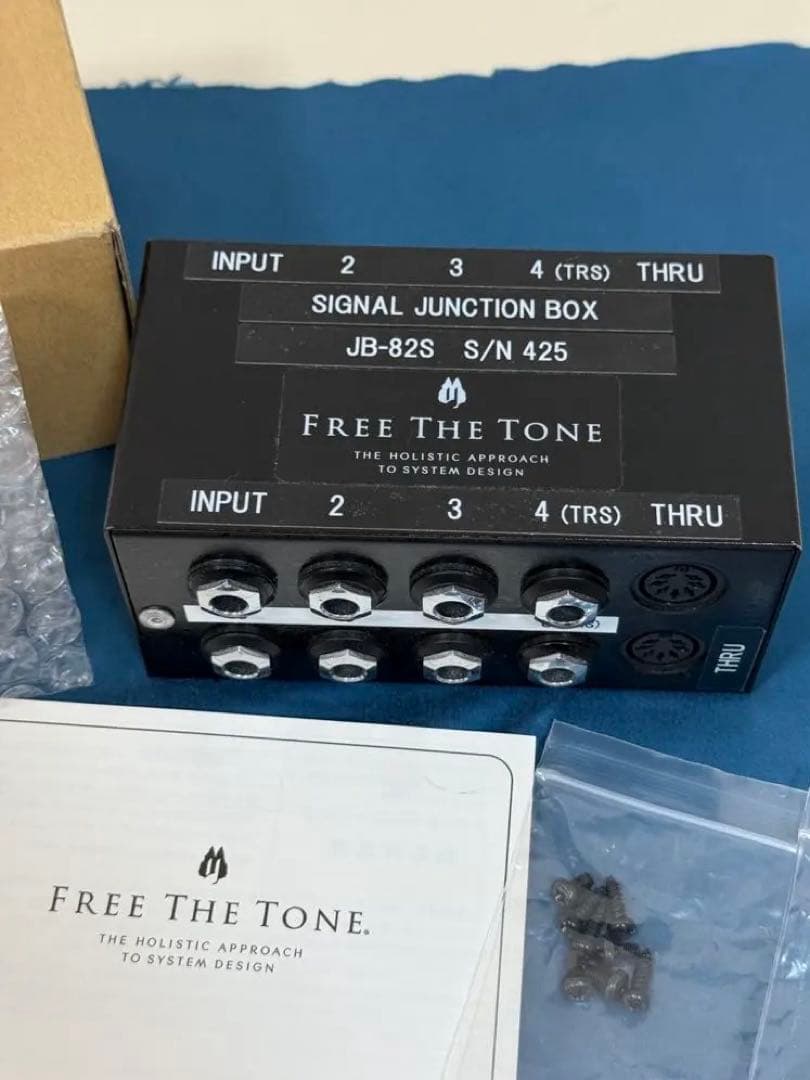 INPUT 2 3 4 (TRS) THRU
SIGNAL JUNCTION BOX
JB-82S S/N 425
FREE THE TONE
THE HOLISTIC APPROACH
TO SYSTEM DESIGN
INPUT 2 3 4 (TRS) THRU
THRU
FREE THE TONE®
THE HOLISTIC APPROACH
TO SYSTEM DESIGN